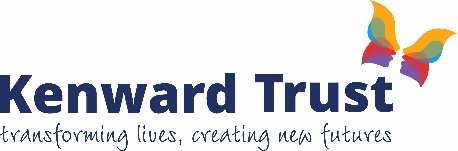 Kenward Trust
transforming lives, creating new futures